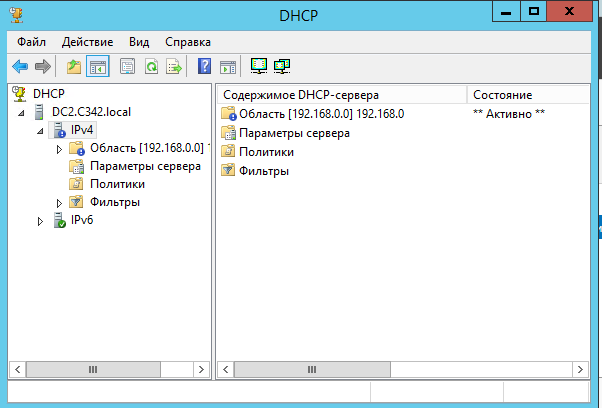 DHCP
Файл Действие Вид Справка
DHCP
DC2.C342.local
IPv4
Область [192.168.0.0]
Параметры сервера
Политики
Фильтры
IPv6
Содержимое DHCP-сервера Состояние
Область [192.168.0.0] 192.168.0 ** Активно **
Параметры сервера
Политики
Фильтры